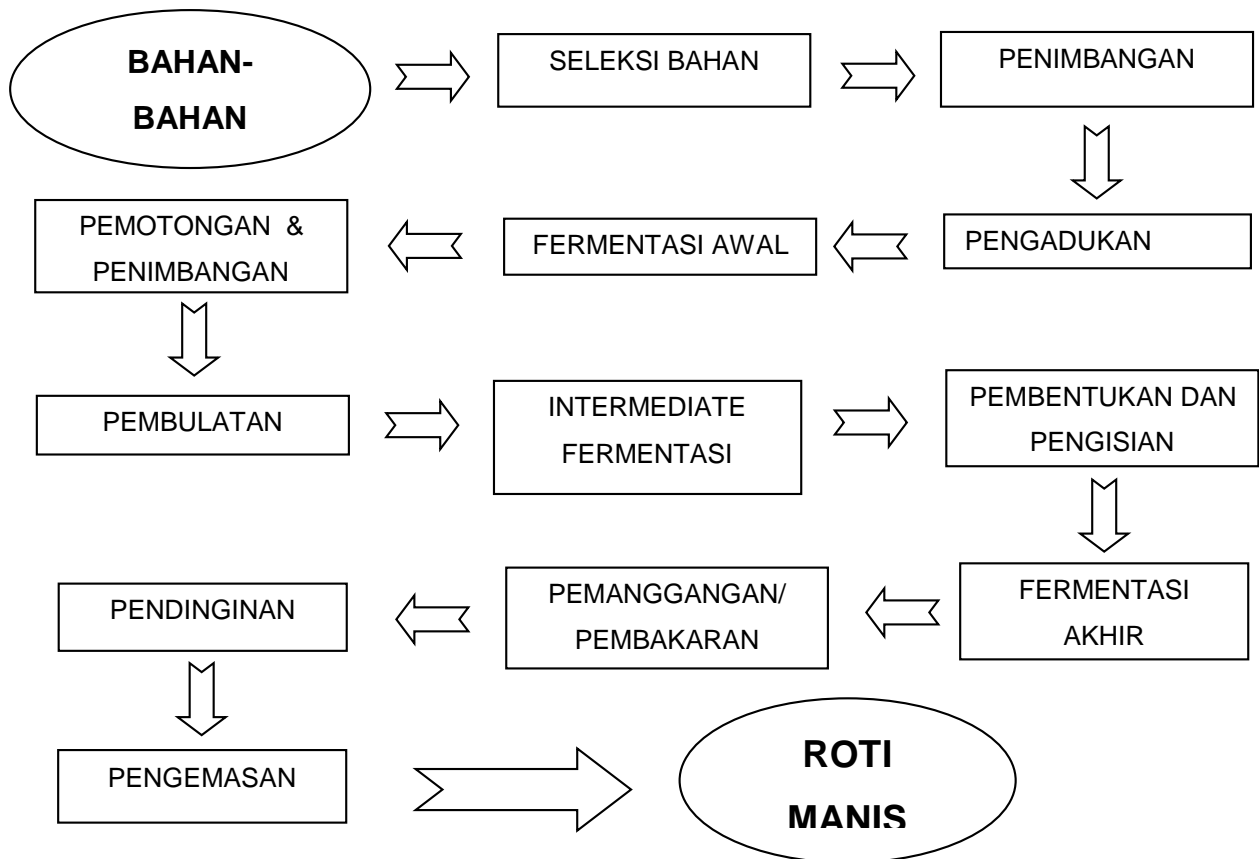 BAHAN-
BAHAN
SELEKSI BAHAN
PENIMBANGAN
PENGADUKAN
FERMENTASI AWAL
PEMOTONGAN &
PENIMBANGAN
PEMBULATAN
INTERMEDIATE
FERMENTASI
PEMBENTUKAN DAN
PENGISIAN
FERMENTASI
AKHIR
PEMANGGANGAN/
PEMBAKARAN
PENDINGINAN
PENGEMASAN
ROTI
MANIS